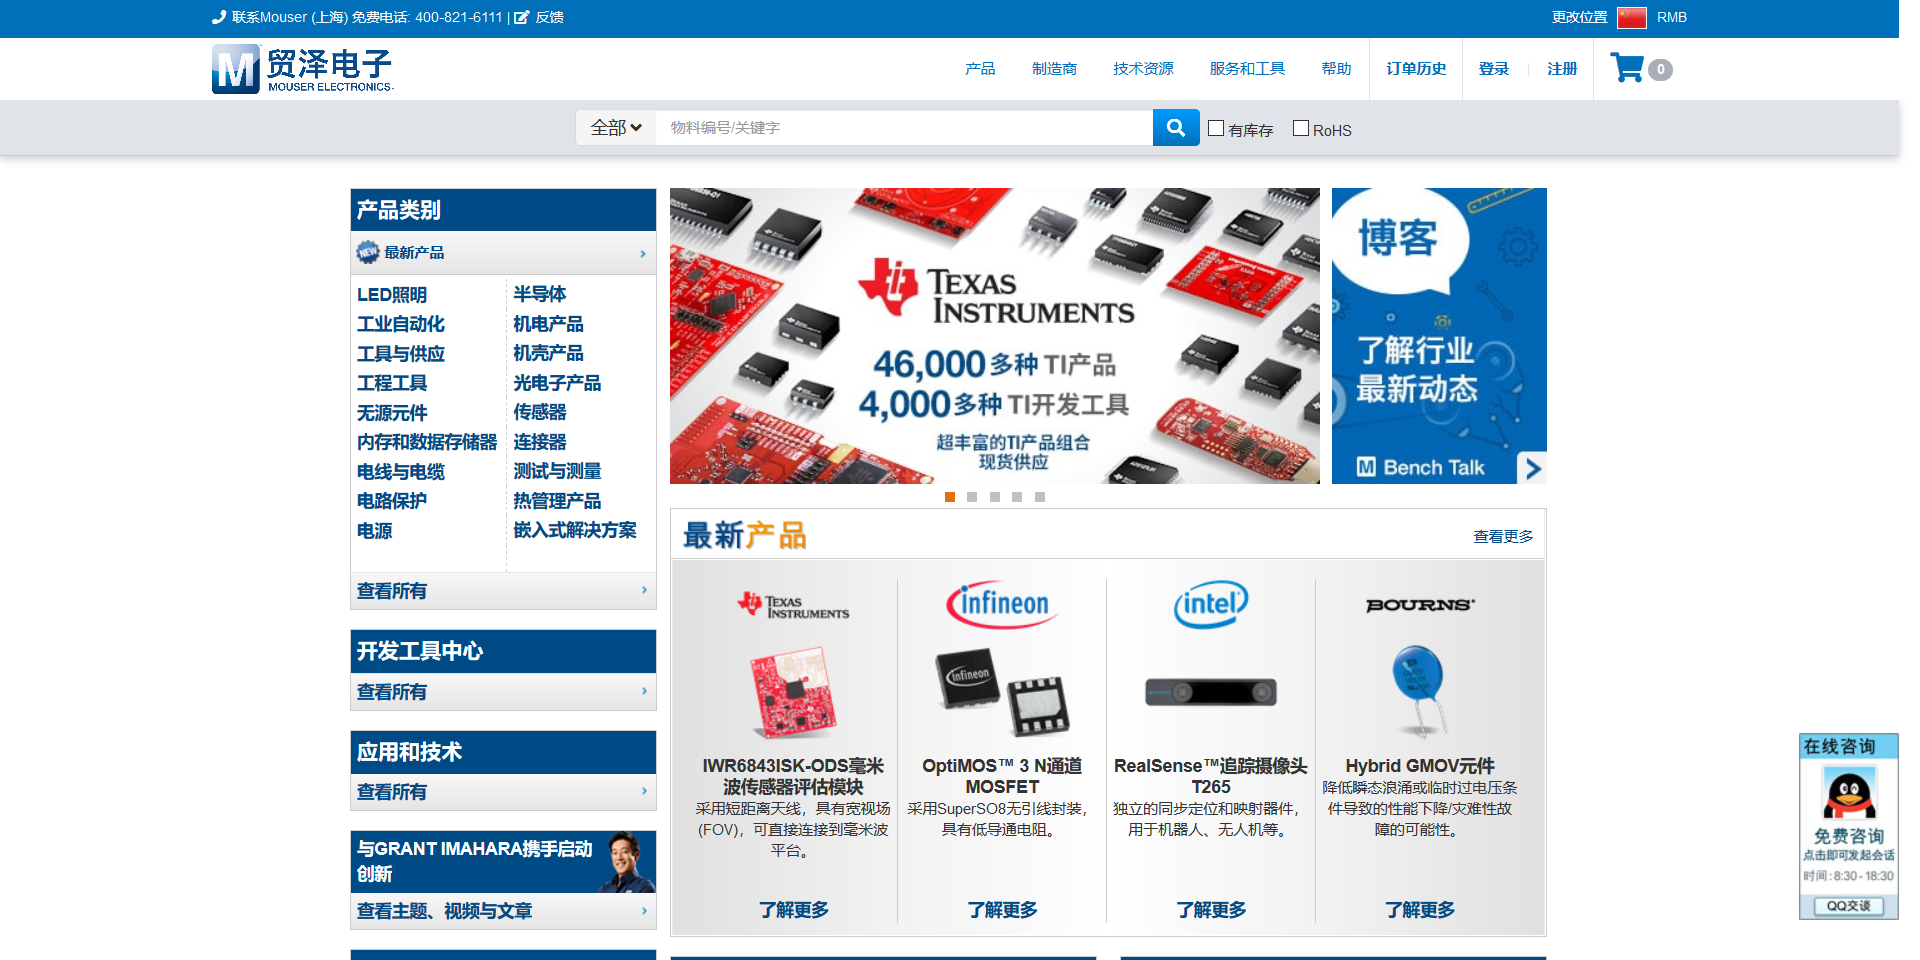 联系Mouser (上海) 免费电话: 400-821-6111 | 反馈
更改位置 RMB
贸泽电子
MOUSER ELECTRONICS.
产品 制造商 技术资源 服务和工具 帮助 订单历史 登录 注册 0
全部 物料编号/关键字 有库存 RoHS
产品类别
NEW 最新产品
LED照明 半导体
工业自动化 机电产品
工具与供应 机壳产品
工程工具 光电子产品
无源元件 传感器
内存和数据存储器 连接器
电线与电缆 测试与测量
电路保护 热管理产品
电源 嵌入式解决方案
查看所有
开发工具中心
查看所有
应用和技术
查看所有
与GRANT IMAHARA携手启动
创新
查看主题、视频与文章
TEXAS
INSTRUMENTS
46,000多种 TI产品
4,000多种 TI开发工具
超丰富的TI产品组合
现货供应
博客
了解行业
最新动态
M Bench Talk
最新产品 查看更多
TEXAS
INSTRUMENTS
IWR6843ISK-ODS毫米
波传感器评估模块
采用短距离天线，具有宽视场
(FOV)，可直接连接到毫米波
平台。
了解更多
infineon
infineon
OptiMOS™ 3 N通道
MOSFET
采用SuperSO8无引线封装，
具有低导通电阻。
了解更多
intel
RealSense™追踪摄像头
T265
独立的同步定位和映射器件，
用于机器人、无人机等。
了解更多
BOURNS®
Hybrid GMOV元件
降低瞬态浪涌或临时过电压条
件导致的性能下降/灾难性故
障的可能性。
了解更多
在线咨询
免费咨询
点击即可发起会话
时间:8:30-18:30
QQ交谈